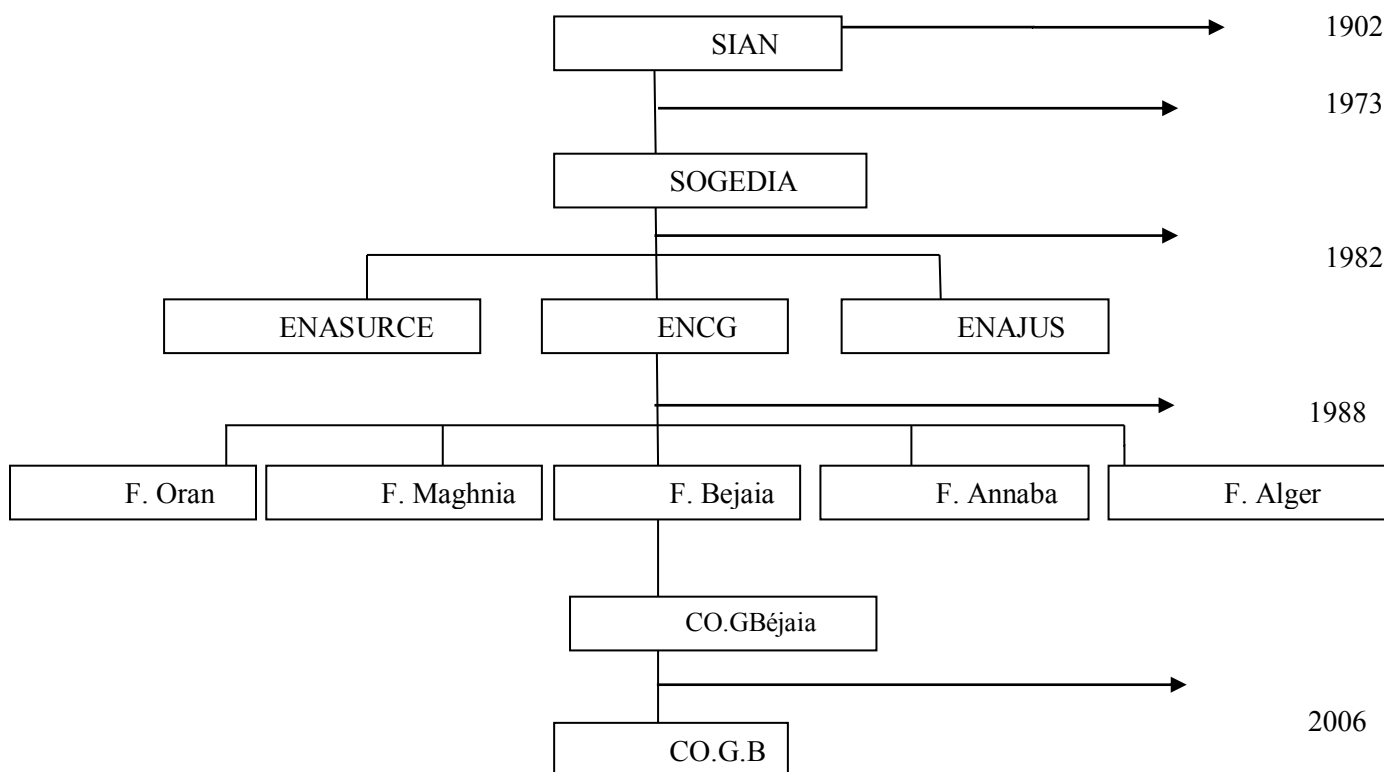 SIAN
1902
1973
SOGEDIA
1982
ENASURCE
ENCG
ENAJUS
1988
F. Oran
F. Maghnia
F. Bejaia
F. Annaba
F. Alger
CO.GBéjaia
2006
CO.G.B